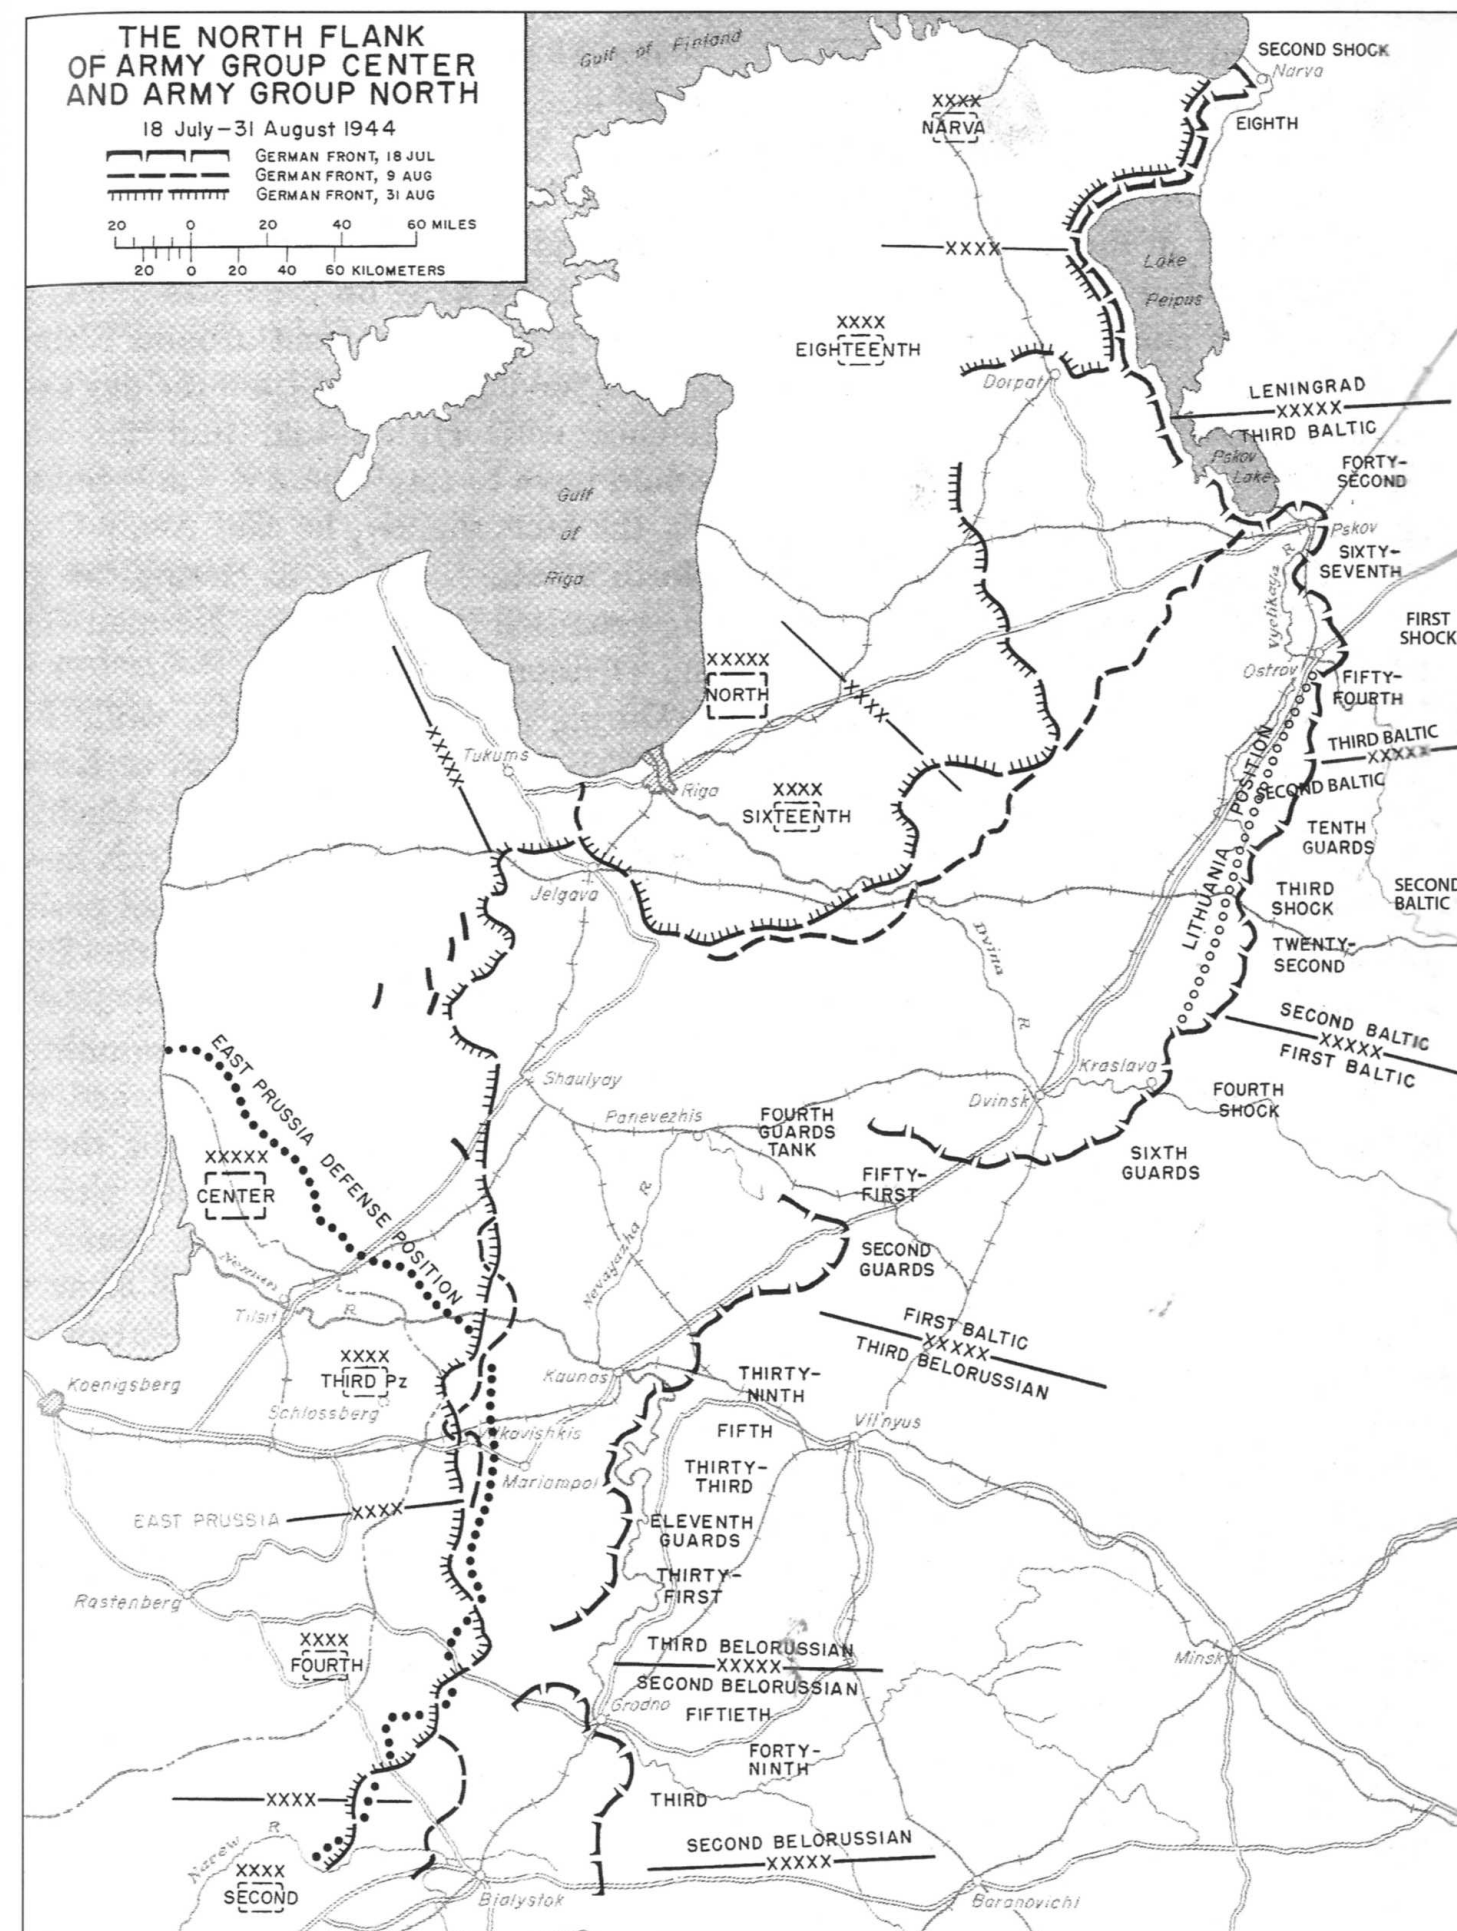 THE NORTH FLANK
OF ARMY GROUP CENTER
AND ARMY GROUP NORTH
18 July–31 August 1944
GERMAN FRONT, 18 JUL
GERMAN FRONT, 9 AUG
GERMAN FRONT, 31 AUG
20 0 20 40 60 MILES
20 0 20 40 60 KILOMETERS
Gulf of Finland
SECOND SHOCK
Narva
XXXX
NARVA
EIGHTH
XXXX
Lake
Peipus
XXXX
EIGHTEENTH
Dorpat
LENINGRAD
XXXXX
THIRD BALTIC
Pskov
Lake
FORTY-
SECOND
Gulf
of
Riga
Pskov
SIXTY-
SEVENTH
Vyelikaya R
FIRST
SHOCK
XXXXX
NORTH
XXXX
Ostrov
FIFTY-
FOURTH
XXXXX
Tukums
THIRD BALTIC
XXXXX
SECOND BALTIC
Riga
XXXX
SIXTEENTH
LITHUANIA POSITION
TENTH
GUARDS
Jelgava
THIRD
SHOCK
SECOND
BALTIC
Dvina R
TWENTY-
SECOND
SECOND BALTIC
XXXXX
FIRST BALTIC
EAST PRUSSIA DEFENSE POSITION
Shaulyay
Kraslava
Dvinsk
FOURTH
SHOCK
Panevezhis
FOURTH
GUARDS
TANK
SIXTH
GUARDS
XXXXX
CENTER
FIFTY-
FIRST
Nevayazha R
SECOND
GUARDS
Neman R
Tilsit
FIRST BALTIC
XXXXX
THIRD BELORUSSIAN
XXXX
THIRD Pz
Kaunas
THIRTY-
NINTH
Koenigsberg
Schlossberg
Vilkavishkis
FIFTH
Vil'nyus
Mariampol
THIRTY-
THIRD
EAST PRUSSIA
XXXX
ELEVENTH
GUARDS
Rastenberg
THIRTY-
FIRST
XXXX
FOURTH
THIRD BELORUSSIAN
XXXXX
SECOND BELORUSSIAN
Minsk
Grodno
FIFTIETH
FORTY-
NINTH
XXXX
THIRD
Narew R
SECOND BELORUSSIAN
XXXXX
XXXX
SECOND
Bialystok
Baranovichi